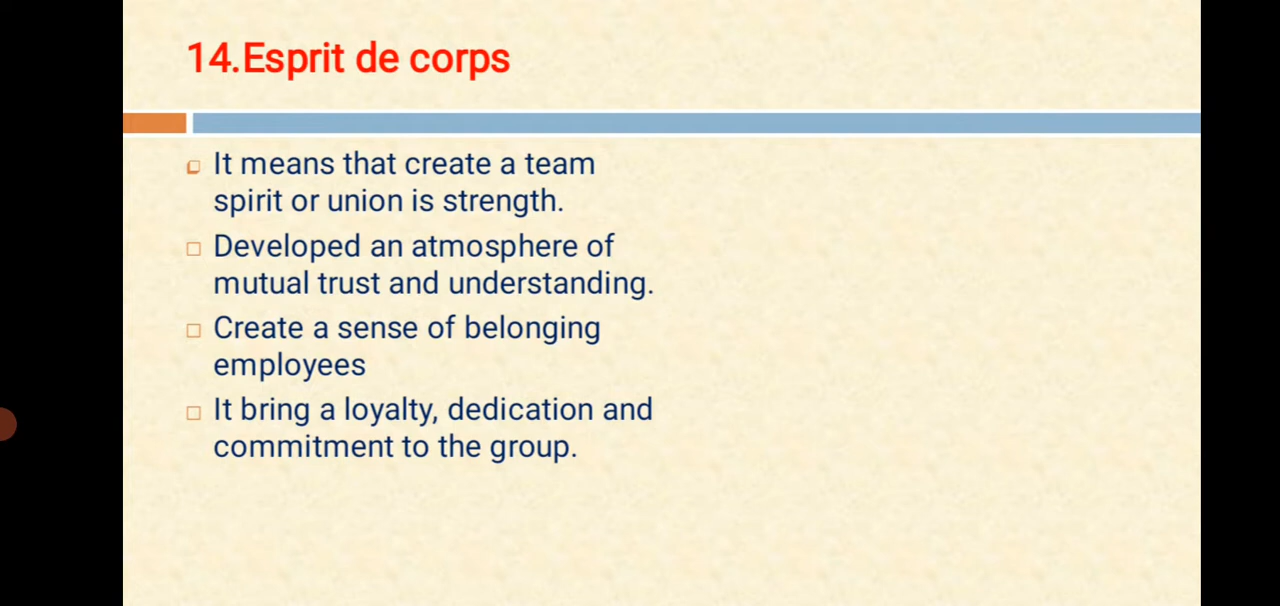 14.Esprit de corps
It means that create a team
spirit or union is strength.
Developed an atmosphere of
mutual trust and understanding.
Create a sense of belonging
employees
It bring a loyalty, dedication and
commitment to the group.